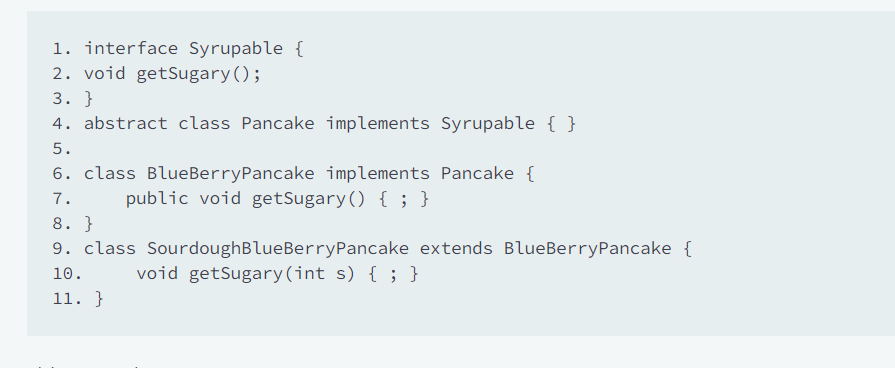 1. interface Syrupable {
2. void getSugary();
3. }
4. abstract class Pancake implements Syrupable { }
5.
6. class BlueBerryPancake implements Pancake {
7.     public void getSugary() { ; }
8. }
9. class SourdoughBlueBerryPancake extends BlueBerryPancake {
10.     void getSugary(int s) { ; }
11. }